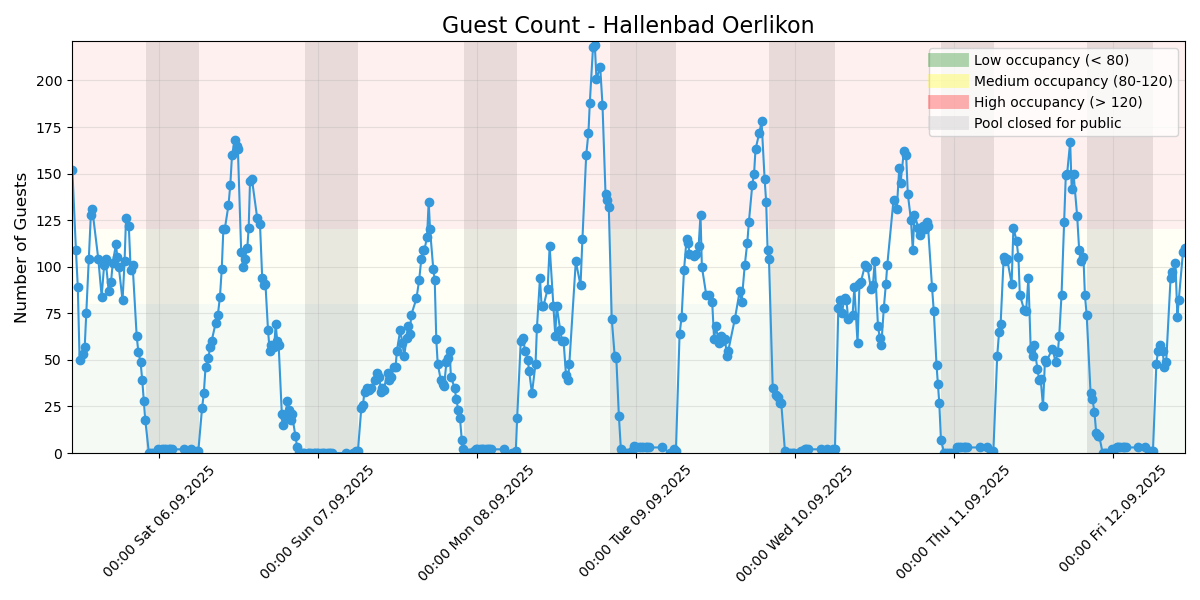 Guest Count - Hallenbad Oerlikon
Low occupancy (< 80)
Medium occupancy (80-120)
High occupancy (> 120)
Pool closed for public
Number of Guests
200
175
150
125
100
75
50
25
0
00:00 Sat 06.09.2025
00:00 Sun 07.09.2025
00:00 Mon 08.09.2025
00:00 Tue 09.09.2025
00:00 Wed 10.09.2025
00:00 Thu 11.09.2025
00:00 Fri 12.09.2025